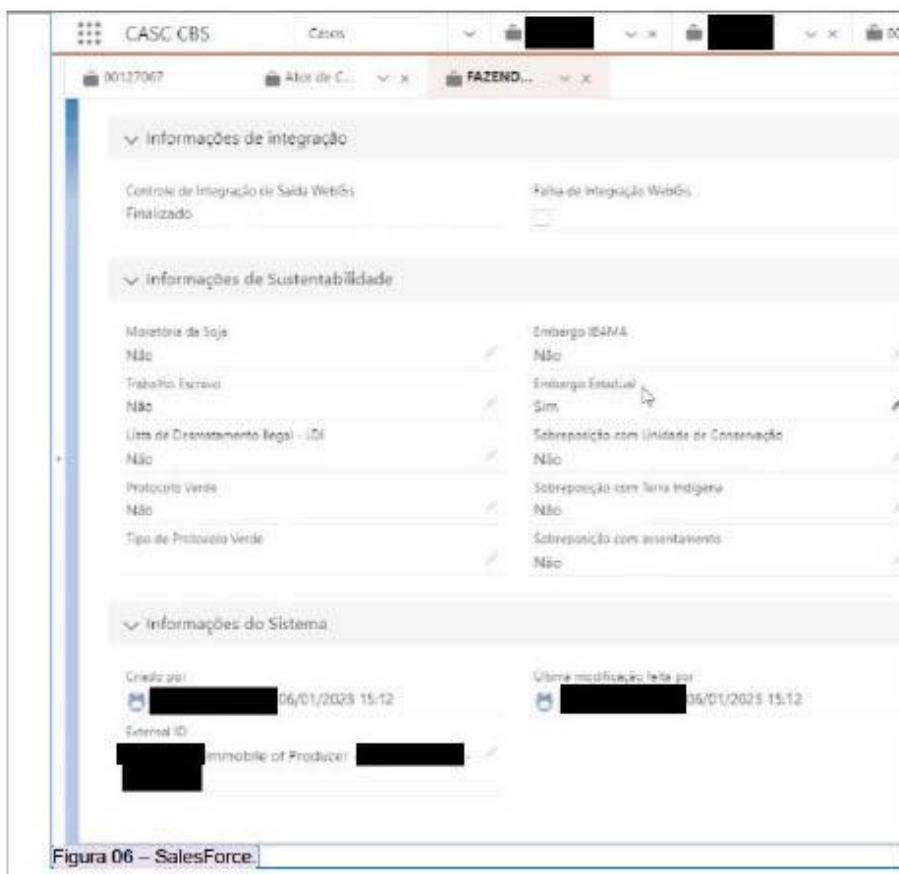 CASC CBS Casos
00127067 FAZEND...
Informações de integração
Controle de Integração de Saída WebGis Falha de Integração WebGis
Finalizado
Informações de Sustentabilidade
Moratória da Soja Embargo IBAMA
Não Não
Trabalho Escravo Embargo Estadual
Não Sim
Lista de Desmatamento Ilegal - LDI Sobreposição com Unidade de Conservação
Não Não
Protocolo Verde Sobreposição com Terra Indígena
Não Não
Tipo de Protocolo Verde Sobreposição com assentamento
Não
Informações do Sistema
Criado por Última modificação feita por
06/01/2023 15:12 06/01/2023 15:12
External ID
Immobile of Producer -
Figura 06 – SalesForce.